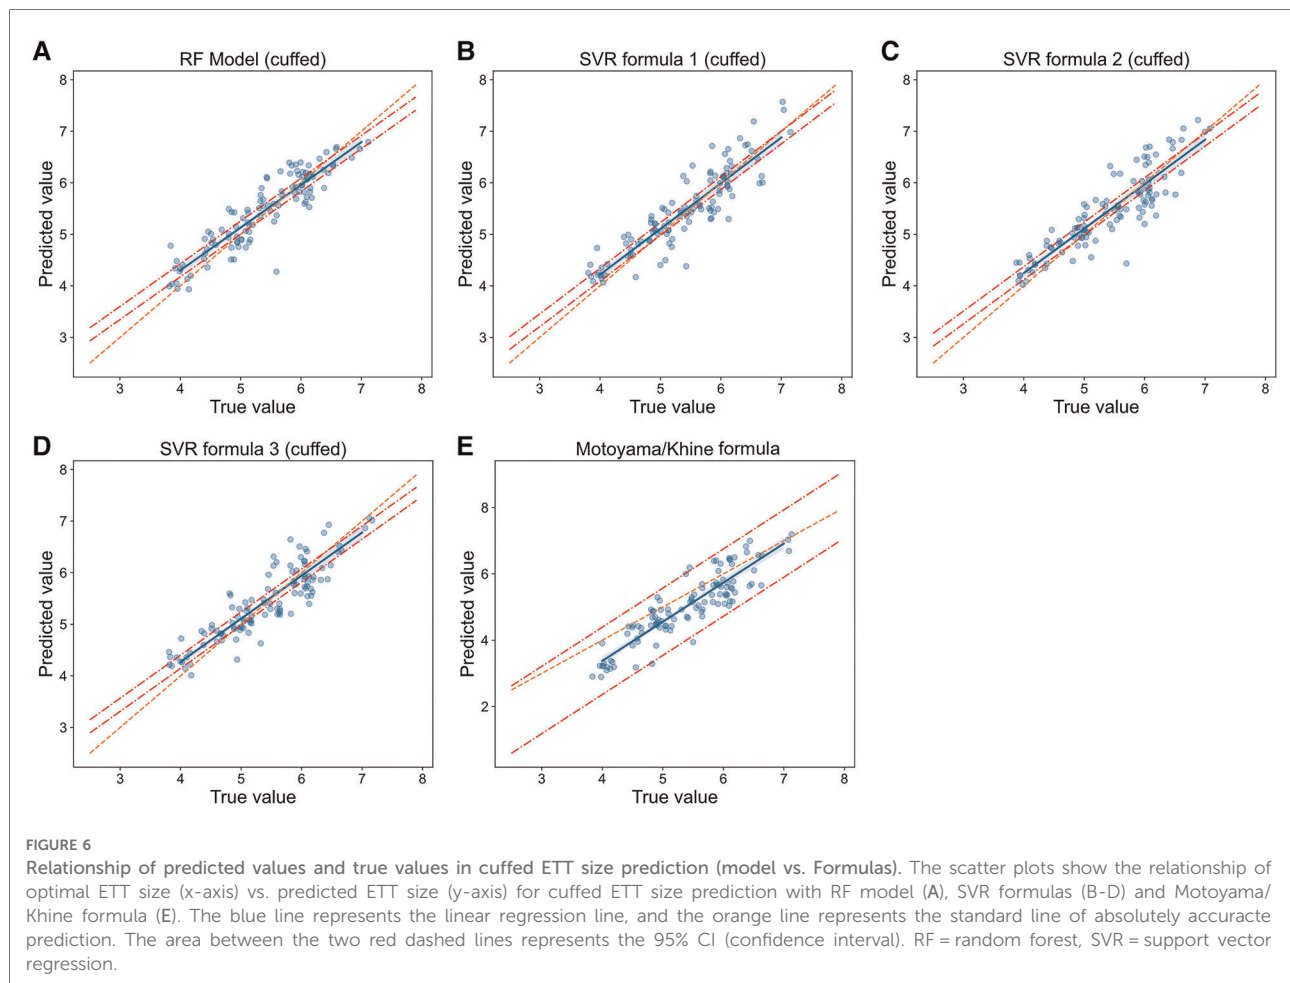 A
RF Model (cuffed)
8
7
6
5
4
3
Predicted value
3 4 5 6 7 8
True value
B
SVR formula 1 (cuffed)
8
7
6
5
4
3
Predicted value
3 4 5 6 7 8
True value
C
SVR formula 2 (cuffed)
8
7
6
5
4
3
Predicted value
3 4 5 6 7 8
True value
D
SVR formula 3 (cuffed)
8
7
6
5
4
3
Predicted value
3 4 5 6 7 8
True value
E
Motoyama/Khine formula
8
6
4
2
Predicted value
3 4 5 6 7 8
True value
FIGURE 6
Relationship of predicted values and true values in cuffed ETT size prediction (model vs. Formulas). The scatter plots show the relationship of
optimal ETT size (x-axis) vs. predicted ETT size (y-axis) for cuffed ETT size prediction with RF model (A), SVR formulas (B-D) and Motoyama/
Khine formula (E). The blue line represents the linear regression line, and the orange line represents the standard line of absolutely accuracte
prediction. The area between the two red dashed lines represents the 95% CI (confidence interval). RF = random forest, SVR = support vector
regression.